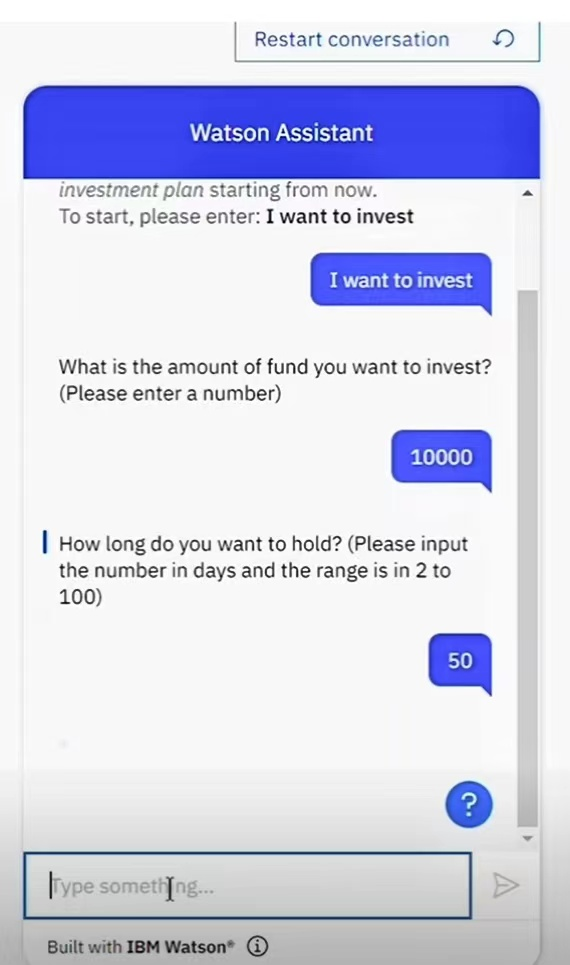 Restart conversation
Watson Assistant
investment plan starting from now.
To start, please enter: I want to invest
I want to invest
What is the amount of fund you want to invest?
(Please enter a number)
10000
How long do you want to hold? (Please input
the number in days and the range is in 2 to
100)
50
?
Type something...
Built with IBM Watson®